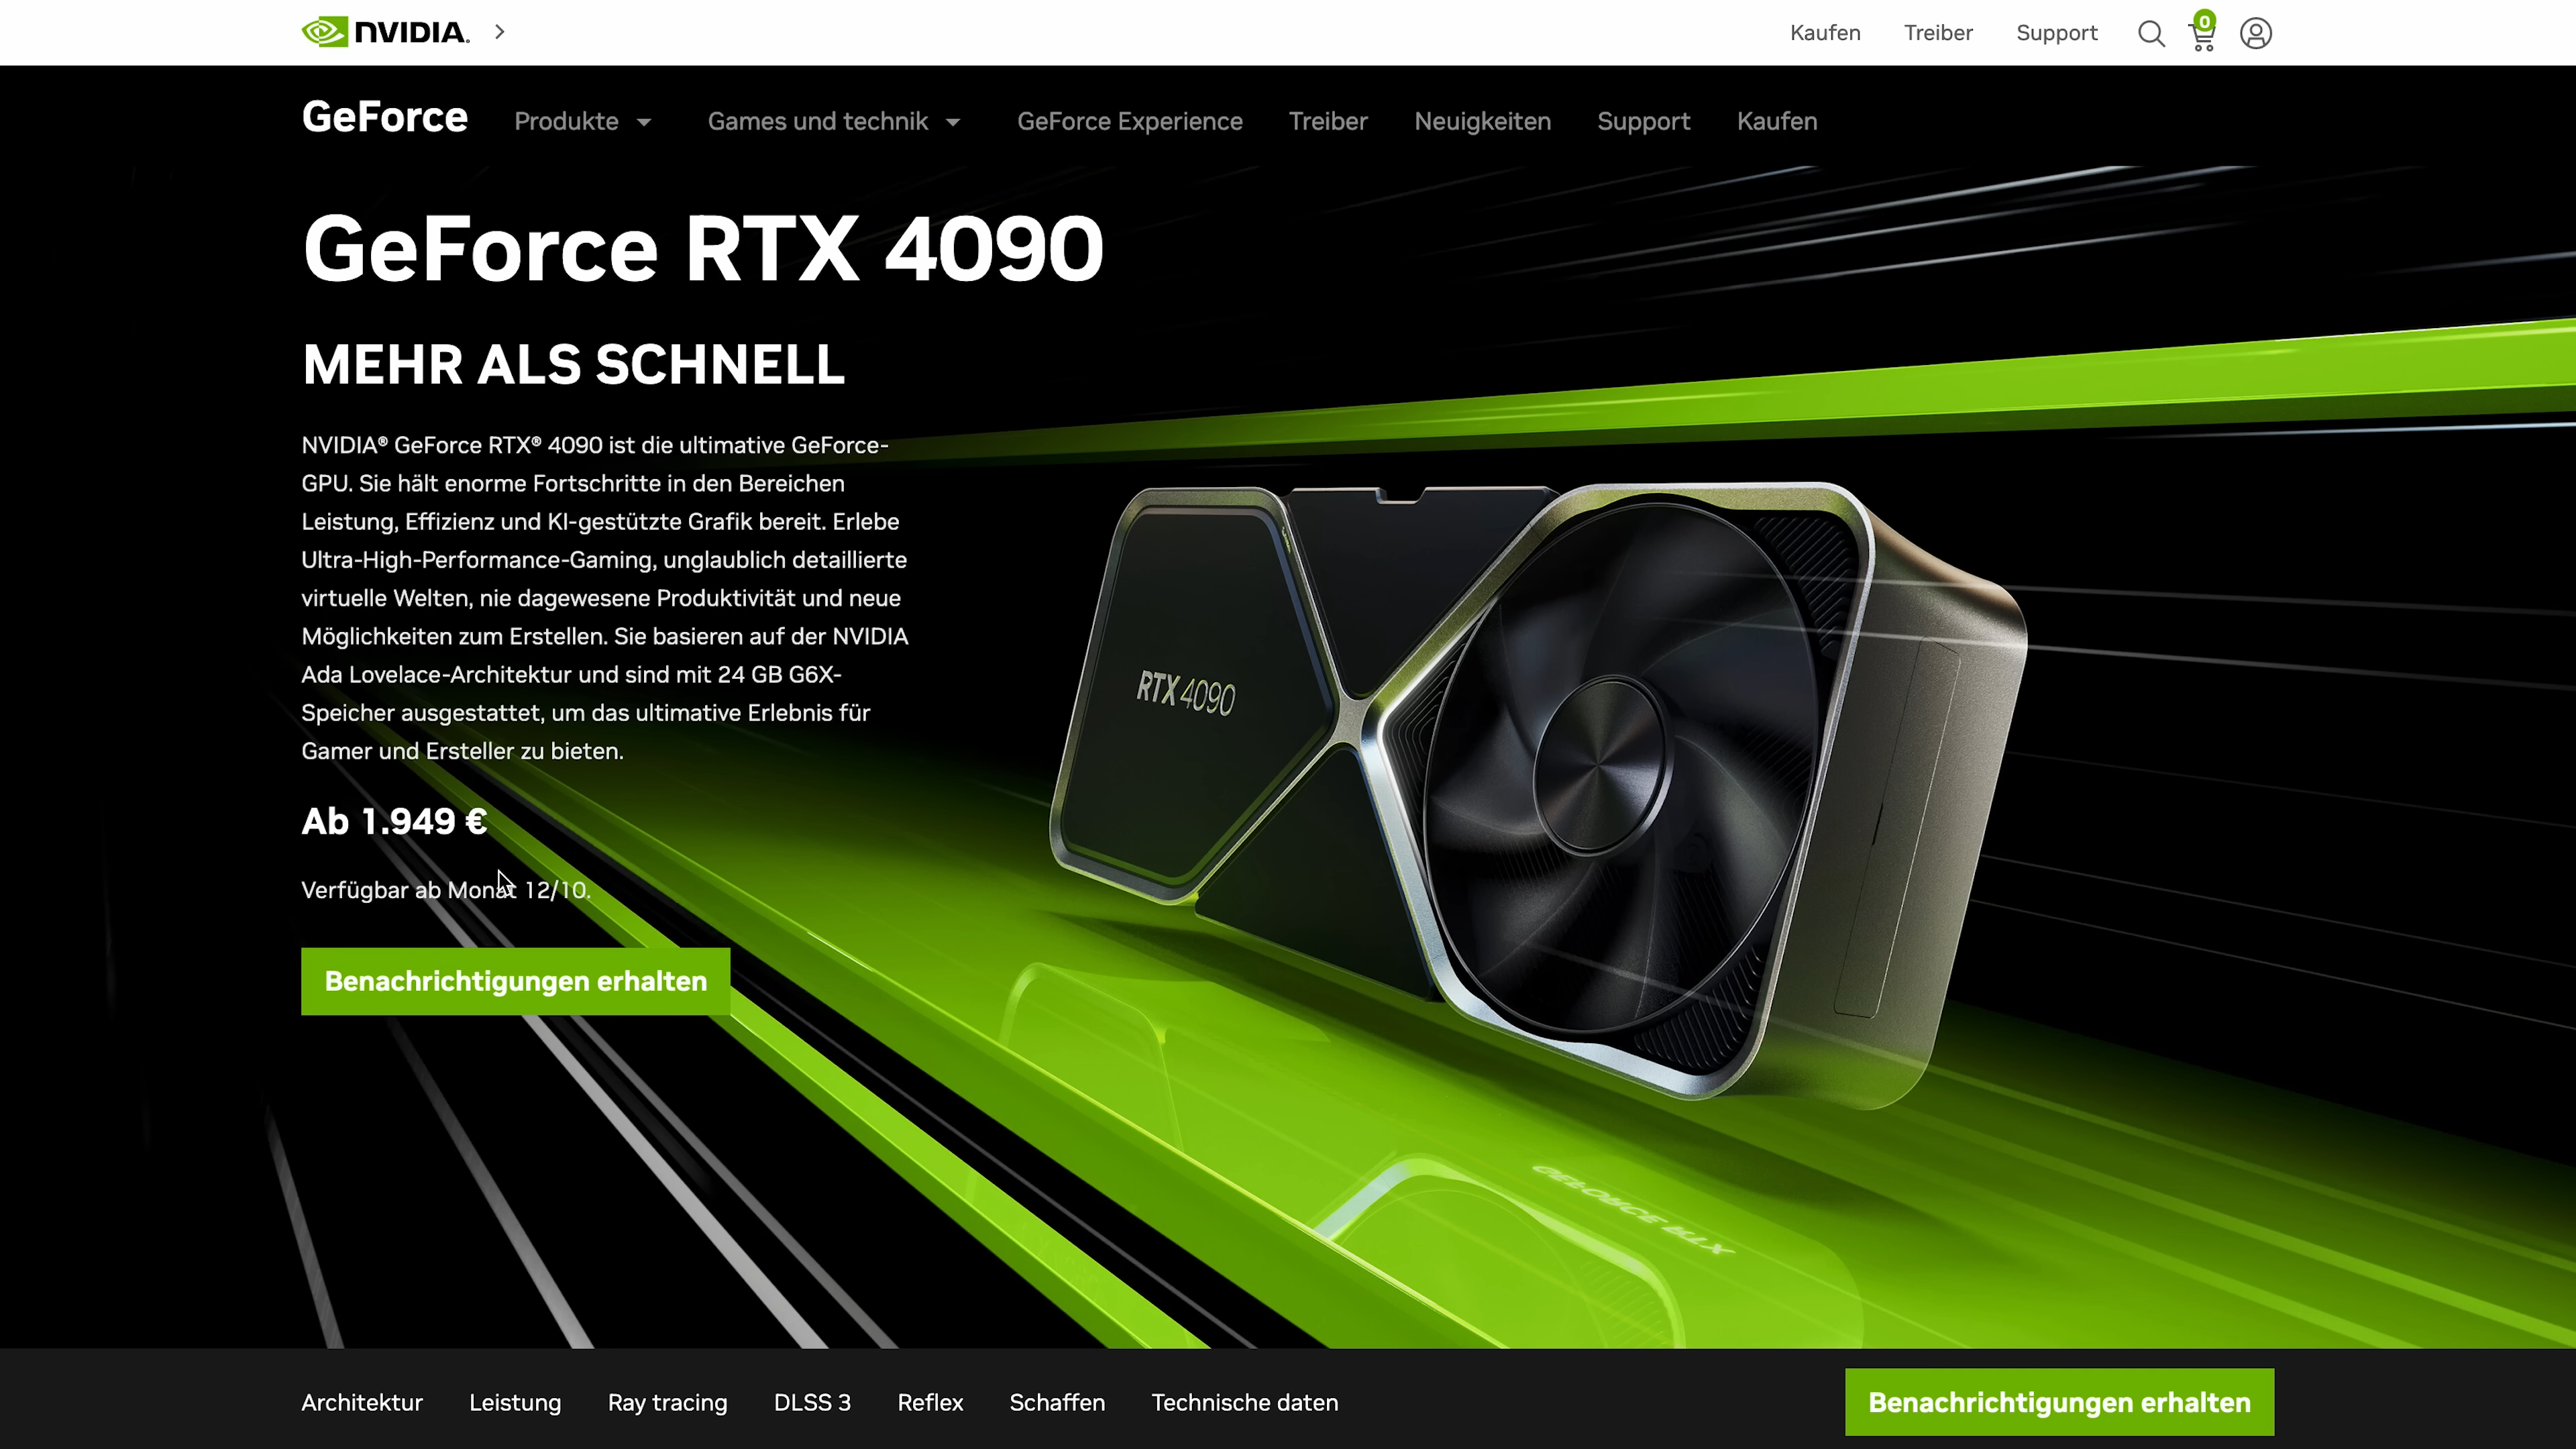 NVIDIA.
Kaufen
Treiber
Support
0
GeForce
Produkte
Games und technik
GeForce Experience
Treiber
Neuigkeiten
Support
Kaufen
GeForce RTX 4090
MEHR ALS SCHNELL
NVIDIA® GeForce RTX® 4090 ist die ultimative GeForce-
GPU. Sie hält enorme Fortschritte in den Bereichen
Leistung, Effizienz und KI-gestützte Grafik bereit. Erlebe
Ultra-High-Performance-Gaming, unglaublich detaillierte
virtuelle Welten, nie dagewesene Produktivität und neue
Möglichkeiten zum Erstellen. Sie basieren auf der NVIDIA
Ada Lovelace-Architektur und sind mit 24 GB G6X-
Speicher ausgestattet, um das ultimative Erlebnis für
Gamer und Ersteller zu bieten.
RTX 4090
Ab 1.949 €
Verfügbar ab Monat 12/10.
Benachrichtigungen erhalten
GEFORCE RTX
Architektur
Leistung
Ray tracing
DLSS 3
Reflex
Schaffen
Technische daten
Benachrichtigungen erhalten